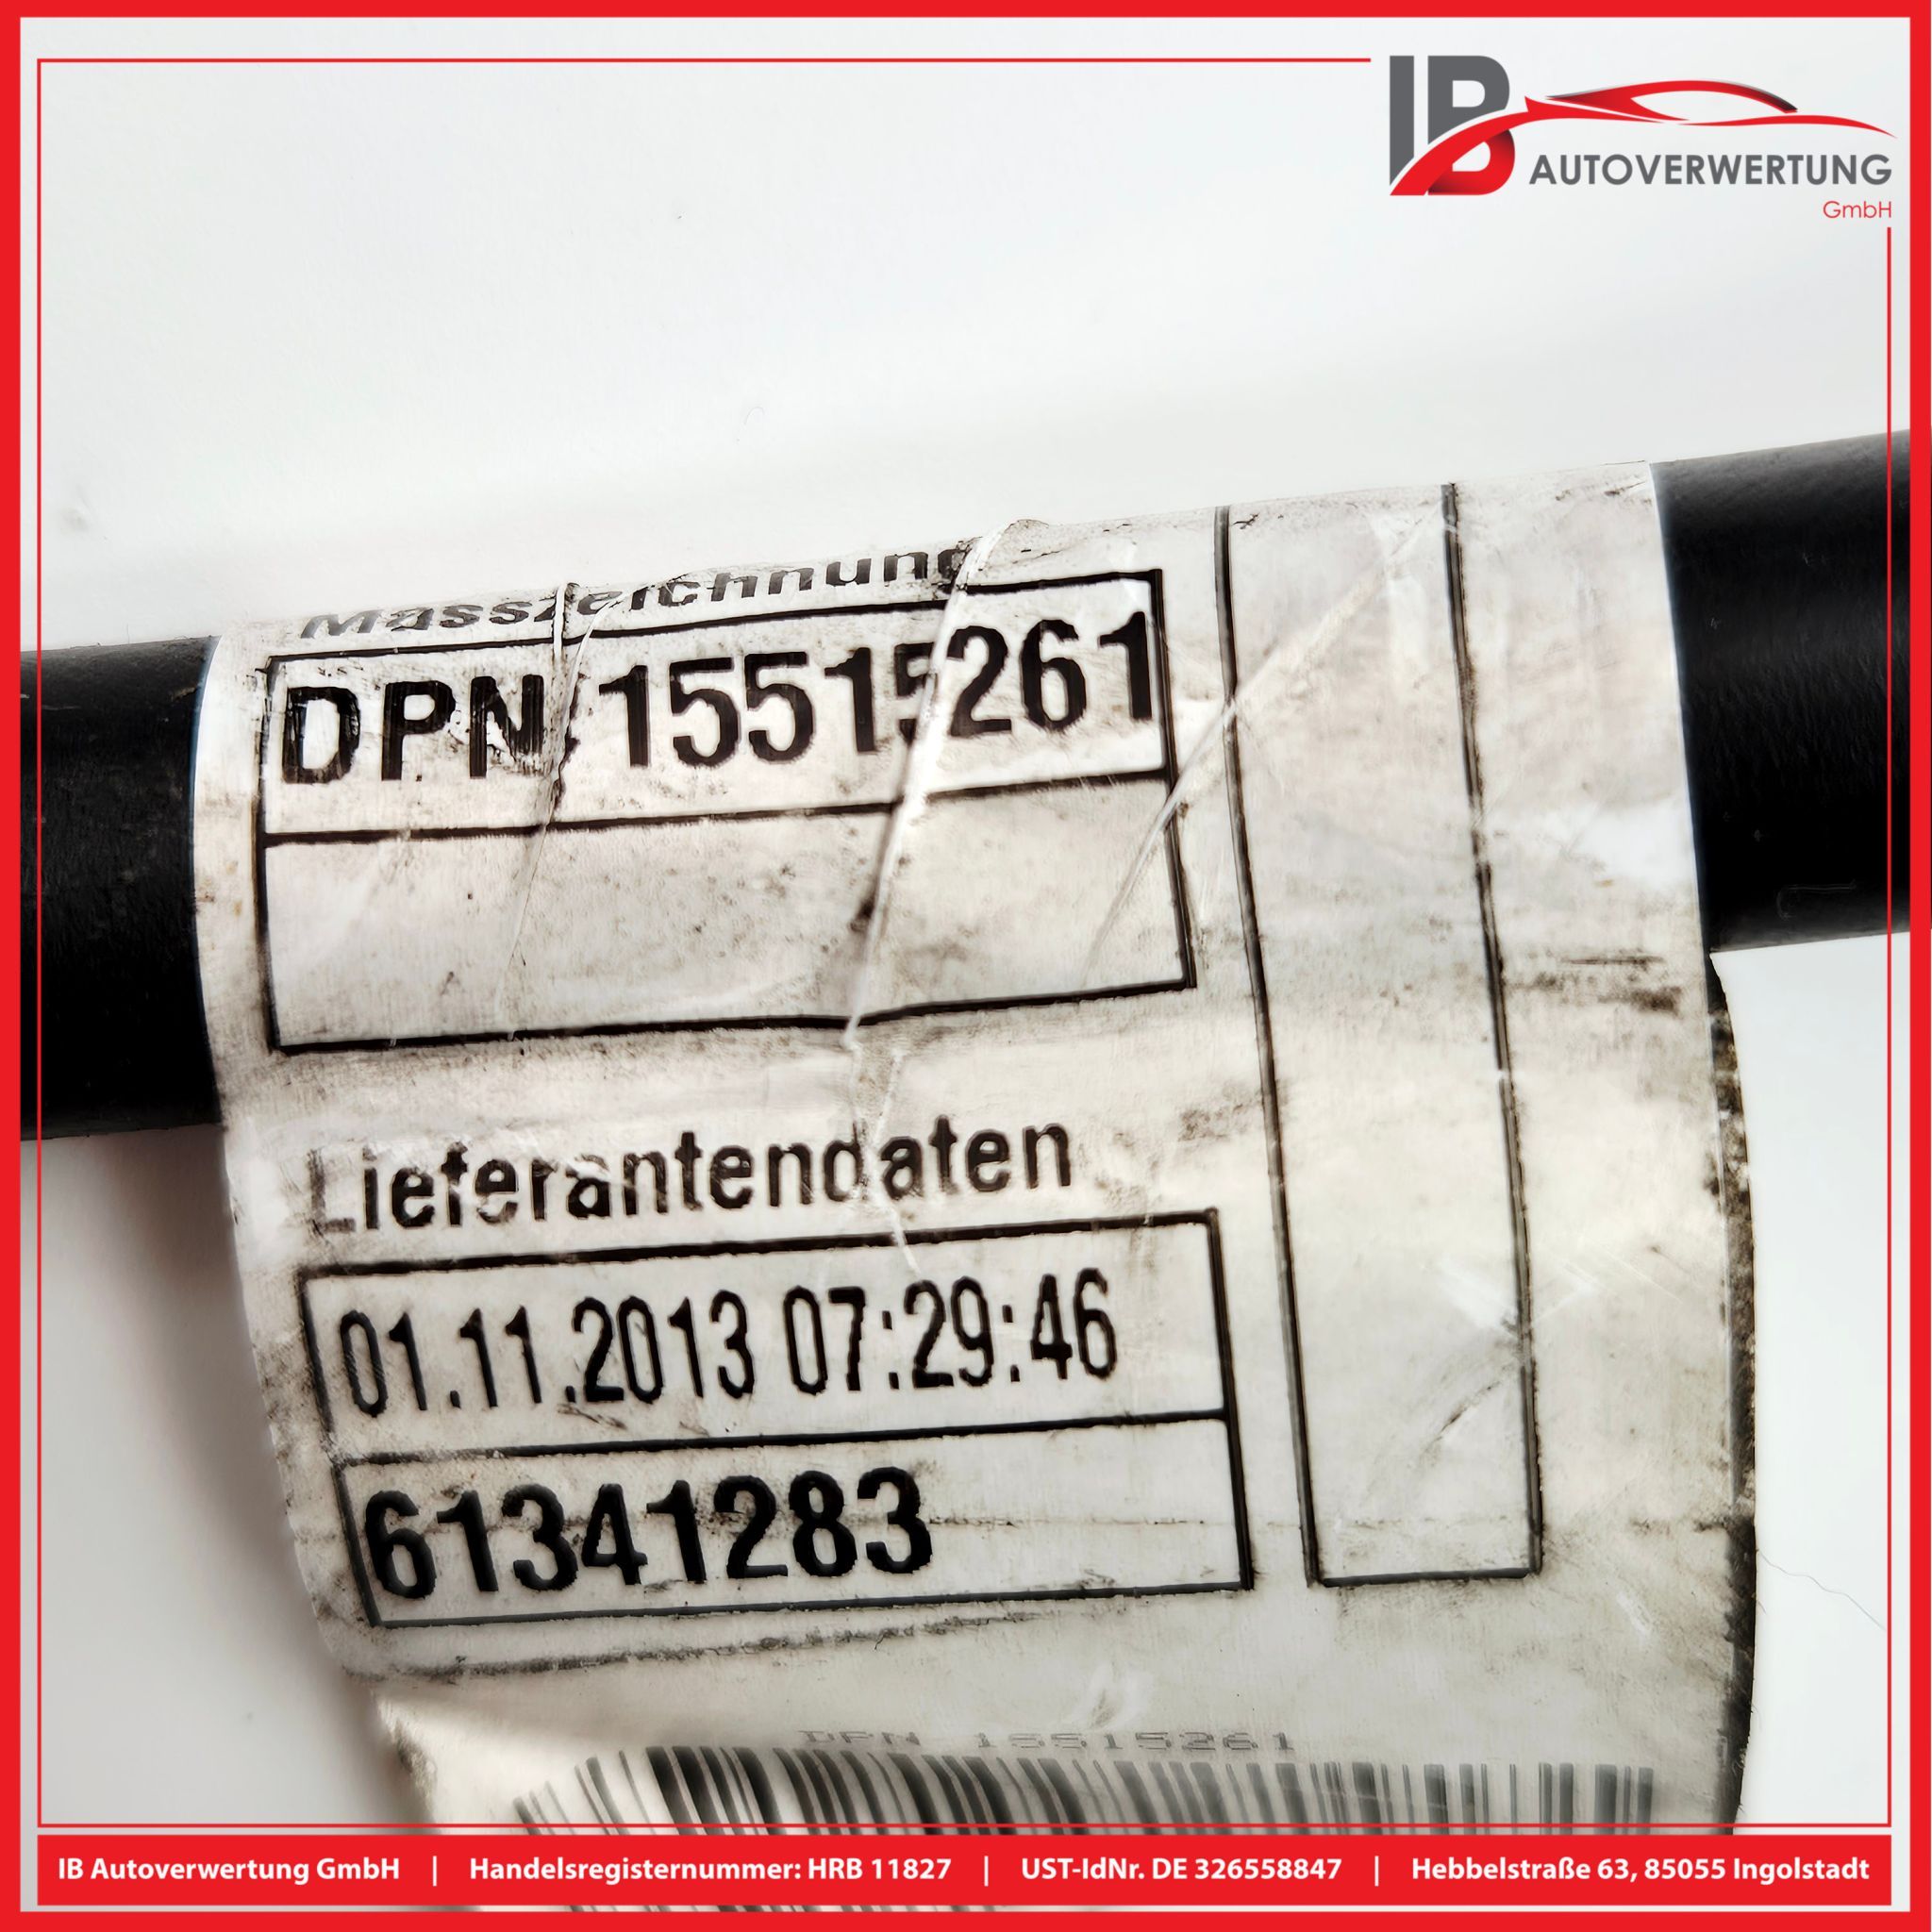 IB
AUTOVERWERTUNG
GmbH
Masszeichnung
DPN 15515261
Lieferantendaten
01.11.2013 07:29:46
61341283
DPN 15515261
IB Autoverwertung GmbH | Handelsregisternummer: HRB 11827 | UST-IdNr. DE 326558847 | Hebbelstraße 63, 85055 Ingolstadt